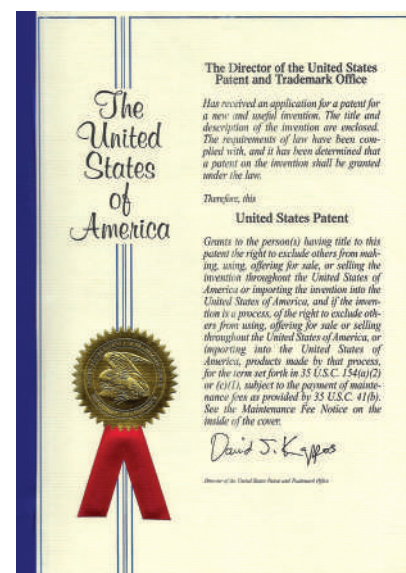 The
United
States
of
America
The Director of the United States
Patent and Trademark Office
Has received an application for a patent for
a new and useful invention. The title and
description of the invention are enclosed.
The requirements of law have been com-
plied with, and it has been determined that
a patent on the invention shall be granted
under the law.
Therefore, this
United States Patent
Grants to the person(s) having title to this
patent the right to exclude others from mak-
ing, using, offering for sale, or selling the
invention throughout the United States of
America or importing the invention into the
United States of America, and if the inven-
tion is a process, of the right to exclude oth-
ers from using, offering for sale or selling
throughout the United States of America, or
importing into the United States of
America, products made by that process,
for the term set forth in 35 U.S.C. 154(a)(2)
or (c)(1), subject to the payment of mainte-
nance fees as provided by 35 U.S.C. 41(b).
See the Maintenance Fee Notice on the
inside of the cover.
David J. Kappos
Director of the United States Patent and Trademark Office